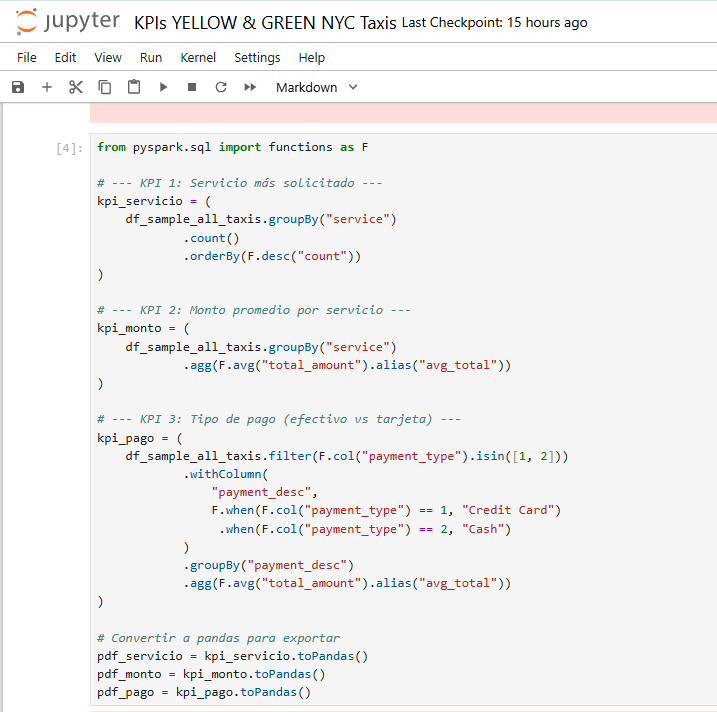 jupyter KPIs YELLOW & GREEN NYC Taxis Last Checkpoint: 15 hours ago
File Edit View Run Kernel Settings Help
Markdown
[4]: from pyspark.sql import functions as F

# --- KPI 1: Servicio más solicitado ---
kpi_servicio = (
    df_sample_all_taxis.groupBy("service")
            .count()
            .orderBy(F.desc("count"))
)

# --- KPI 2: Monto promedio por servicio ---
kpi_monto = (
    df_sample_all_taxis.groupBy("service")
            .agg(F.avg("total_amount").alias("avg_total"))
)

# --- KPI 3: Tipo de pago (efectivo vs tarjeta) ---
kpi_pago = (
    df_sample_all_taxis.filter(F.col("payment_type").isin([1, 2]))
            .withColumn(
                "payment_desc",
                F.when(F.col("payment_type") == 1, "Credit Card")
                 .when(F.col("payment_type") == 2, "Cash")
            )
            .groupBy("payment_desc")
            .agg(F.avg("total_amount").alias("avg_total"))
)

# Convertir a pandas para exportar
pdf_servicio = kpi_servicio.toPandas()
pdf_monto = kpi_monto.toPandas()
pdf_pago = kpi_pago.toPandas()